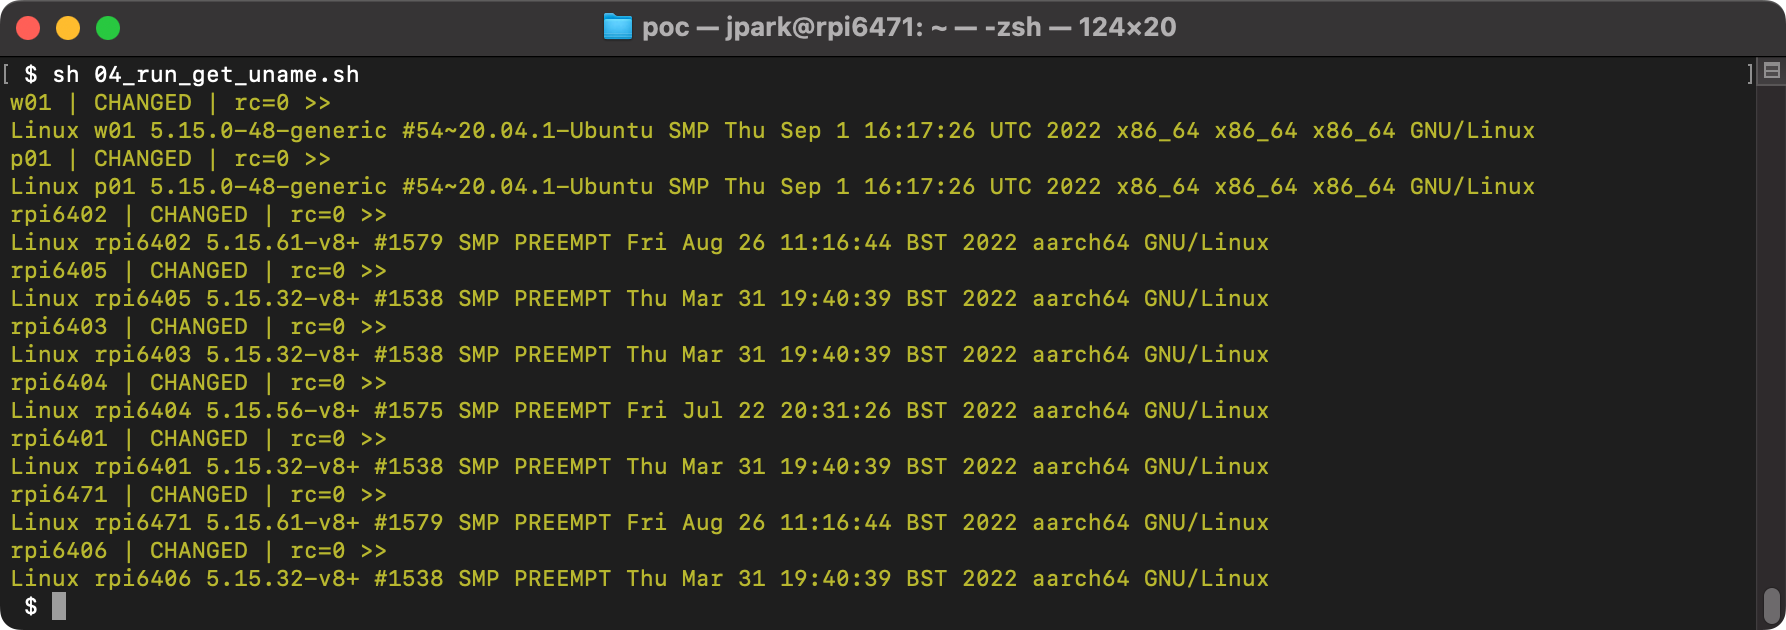 poc — jpark@rpi6471: ~ — -zsh — 124×20
[ $ sh 04_run_get_uname.sh ]
w01 | CHANGED | rc=0 >>
Linux w01 5.15.0-48-generic #54~20.04.1-Ubuntu SMP Thu Sep 1 16:17:26 UTC 2022 x86_64 x86_64 x86_64 GNU/Linux
p01 | CHANGED | rc=0 >>
Linux p01 5.15.0-48-generic #54~20.04.1-Ubuntu SMP Thu Sep 1 16:17:26 UTC 2022 x86_64 x86_64 x86_64 GNU/Linux
rpi6402 | CHANGED | rc=0 >>
Linux rpi6402 5.15.61-v8+ #1579 SMP PREEMPT Fri Aug 26 11:16:44 BST 2022 aarch64 GNU/Linux
rpi6405 | CHANGED | rc=0 >>
Linux rpi6405 5.15.32-v8+ #1538 SMP PREEMPT Thu Mar 31 19:40:39 BST 2022 aarch64 GNU/Linux
rpi6403 | CHANGED | rc=0 >>
Linux rpi6403 5.15.32-v8+ #1538 SMP PREEMPT Thu Mar 31 19:40:39 BST 2022 aarch64 GNU/Linux
rpi6404 | CHANGED | rc=0 >>
Linux rpi6404 5.15.56-v8+ #1575 SMP PREEMPT Fri Jul 22 20:31:26 BST 2022 aarch64 GNU/Linux
rpi6401 | CHANGED | rc=0 >>
Linux rpi6401 5.15.32-v8+ #1538 SMP PREEMPT Thu Mar 31 19:40:39 BST 2022 aarch64 GNU/Linux
rpi6471 | CHANGED | rc=0 >>
Linux rpi6471 5.15.61-v8+ #1579 SMP PREEMPT Fri Aug 26 11:16:44 BST 2022 aarch64 GNU/Linux
rpi6406 | CHANGED | rc=0 >>
Linux rpi6406 5.15.32-v8+ #1538 SMP PREEMPT Thu Mar 31 19:40:39 BST 2022 aarch64 GNU/Linux
$